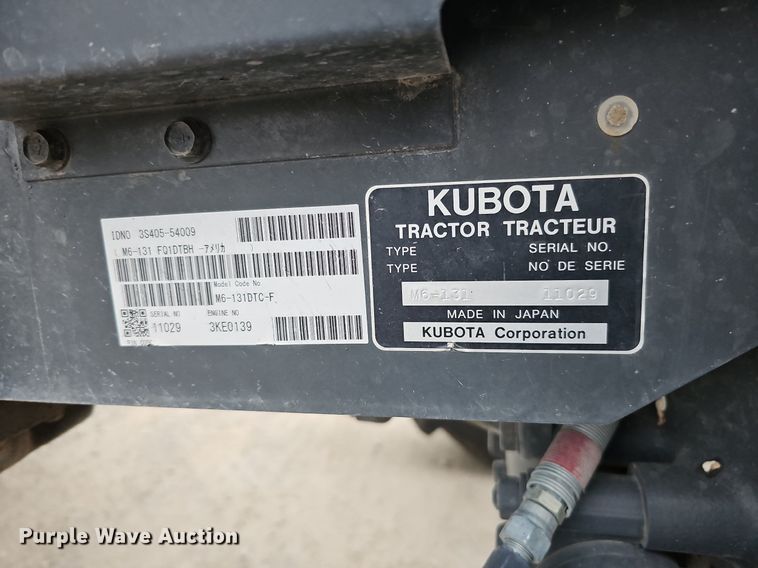 IDNO 3S405-54009
M6-131 FQ1DTBH -アメリカ
Model Code No
M6-131DTC-F
SERIAL NO ENGINE NO
11029 3KE0139
KUBOTA
TRACTOR TRACTEUR
TYPE SERIAL NO.
TYPE NO DE SERIE
M6-131 11029
MADE IN JAPAN
KUBOTA Corporation
Purple Wave Auction